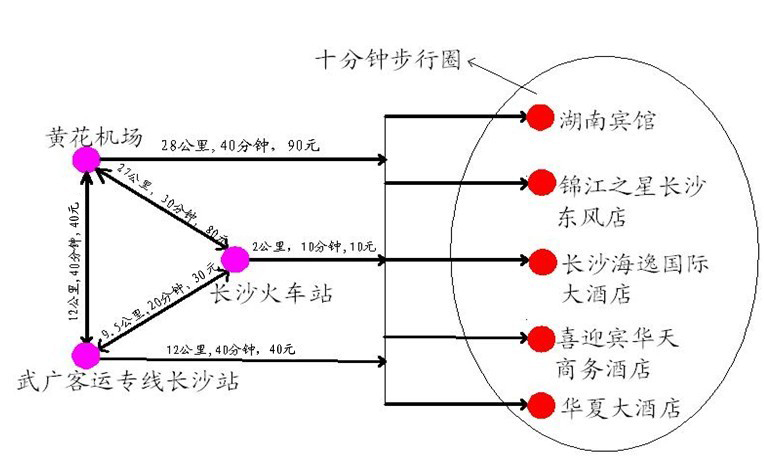 十分钟步行圈
黄花机场
28公里,40分钟，90元
湖南宾馆
27公里，30分钟，80元
锦江之星长沙
东风店
12公里,40分钟,40元
2公里，10分钟,10元
长沙火车站
长沙海逸国际
大酒店
9.5公里,20分钟，30元
12公里,40分钟，40元
武广客运专线长沙站
喜迎宾华天
商务酒店
华夏大酒店